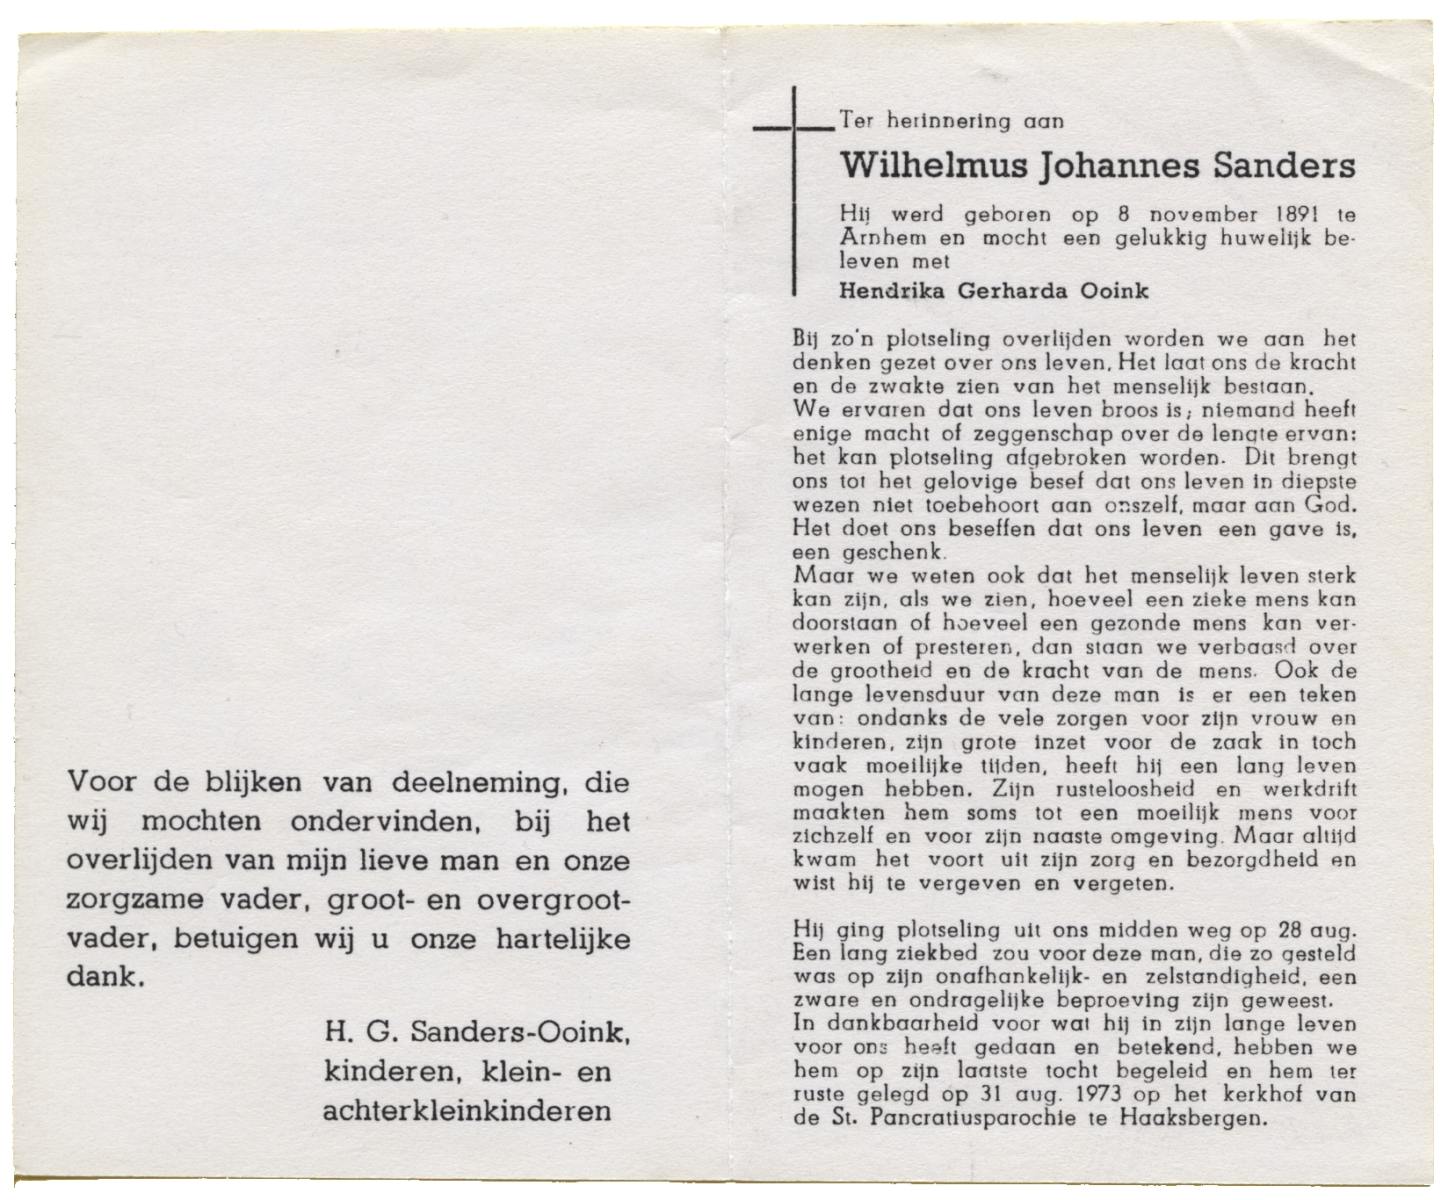 Voor de blijken van deelneming, die
wij mochten ondervinden, bij het
overlijden van mijn lieve man en onze
zorgzame vader, groot- en overgroot-
vader, betuigen wij u onze hartelijke
dank.
H. G. Sanders-Ooink,
kinderen, klein- en
achterkleinkinderen
Ter herinnering aan
Wilhelmus Johannes Sanders
Hij werd geboren op 8 november 1891 te
Arnhem en mocht een gelukkig huwelijk be-
leven met
Hendrika Gerharda Ooink
Bij zo'n plotseling overlijden worden we aan het
denken gezet over ons leven, Het laat ons de kracht
en de zwakte zien van het menselijk bestaan.
We ervaren dat ons leven broos is; niemand heeft
enige macht of zeggenschap over de lengte ervan:
het kan plotseling afgebroken worden. Dit brengt
ons tot het gelovige besef dat ons leven in diepste
wezen niet toebehoort aan onszelf, maar aan God.
Het doet ons beseffen dat ons leven een gave is,
een geschenk.
Maar we weten ook dat het menselijk leven sterk
kan zijn, als we zien, hoeveel een zieke mens kan
doorstaan of hoeveel een gezonde mens kan ver-
werken of presteren, dan staan we verbaasd over
de grootheid en de kracht van de mens. Ook de
lange levensduur van deze man is er een teken
van: ondanks de vele zorgen voor zijn vrouw en
kinderen, zijn grote inzet voor de zaak in toch
vaak moeilijke tijden, heeft hij een lang leven
mogen hebben. Zijn rusteloosheid en werkdrift
maakten hem soms tot een moeilijk mens voor
zichzelf en voor zijn naaste omgeving. Maar altijd
kwam het voort uit zijn zorg en bezorgdheid en
wist hij te vergeven en vergeten.
Hij ging plotseling uit ons midden weg op 28 aug.
Een lang ziekbed zou voor deze man, die zo gesteld
was op zijn onafhankelijk- en zelstandigheid, een
zware en ondragelijke beproeving zijn geweest.
In dankbaarheid voor wat hij in zijn lange leven
voor ons heeft gedaan en betekend, hebben we
hem op zijn laatste tocht begeleid en hem ter
ruste gelegd op 31 aug. 1973 op het kerkhof van
de St. Pancratiusparochie te Haaksbergen.